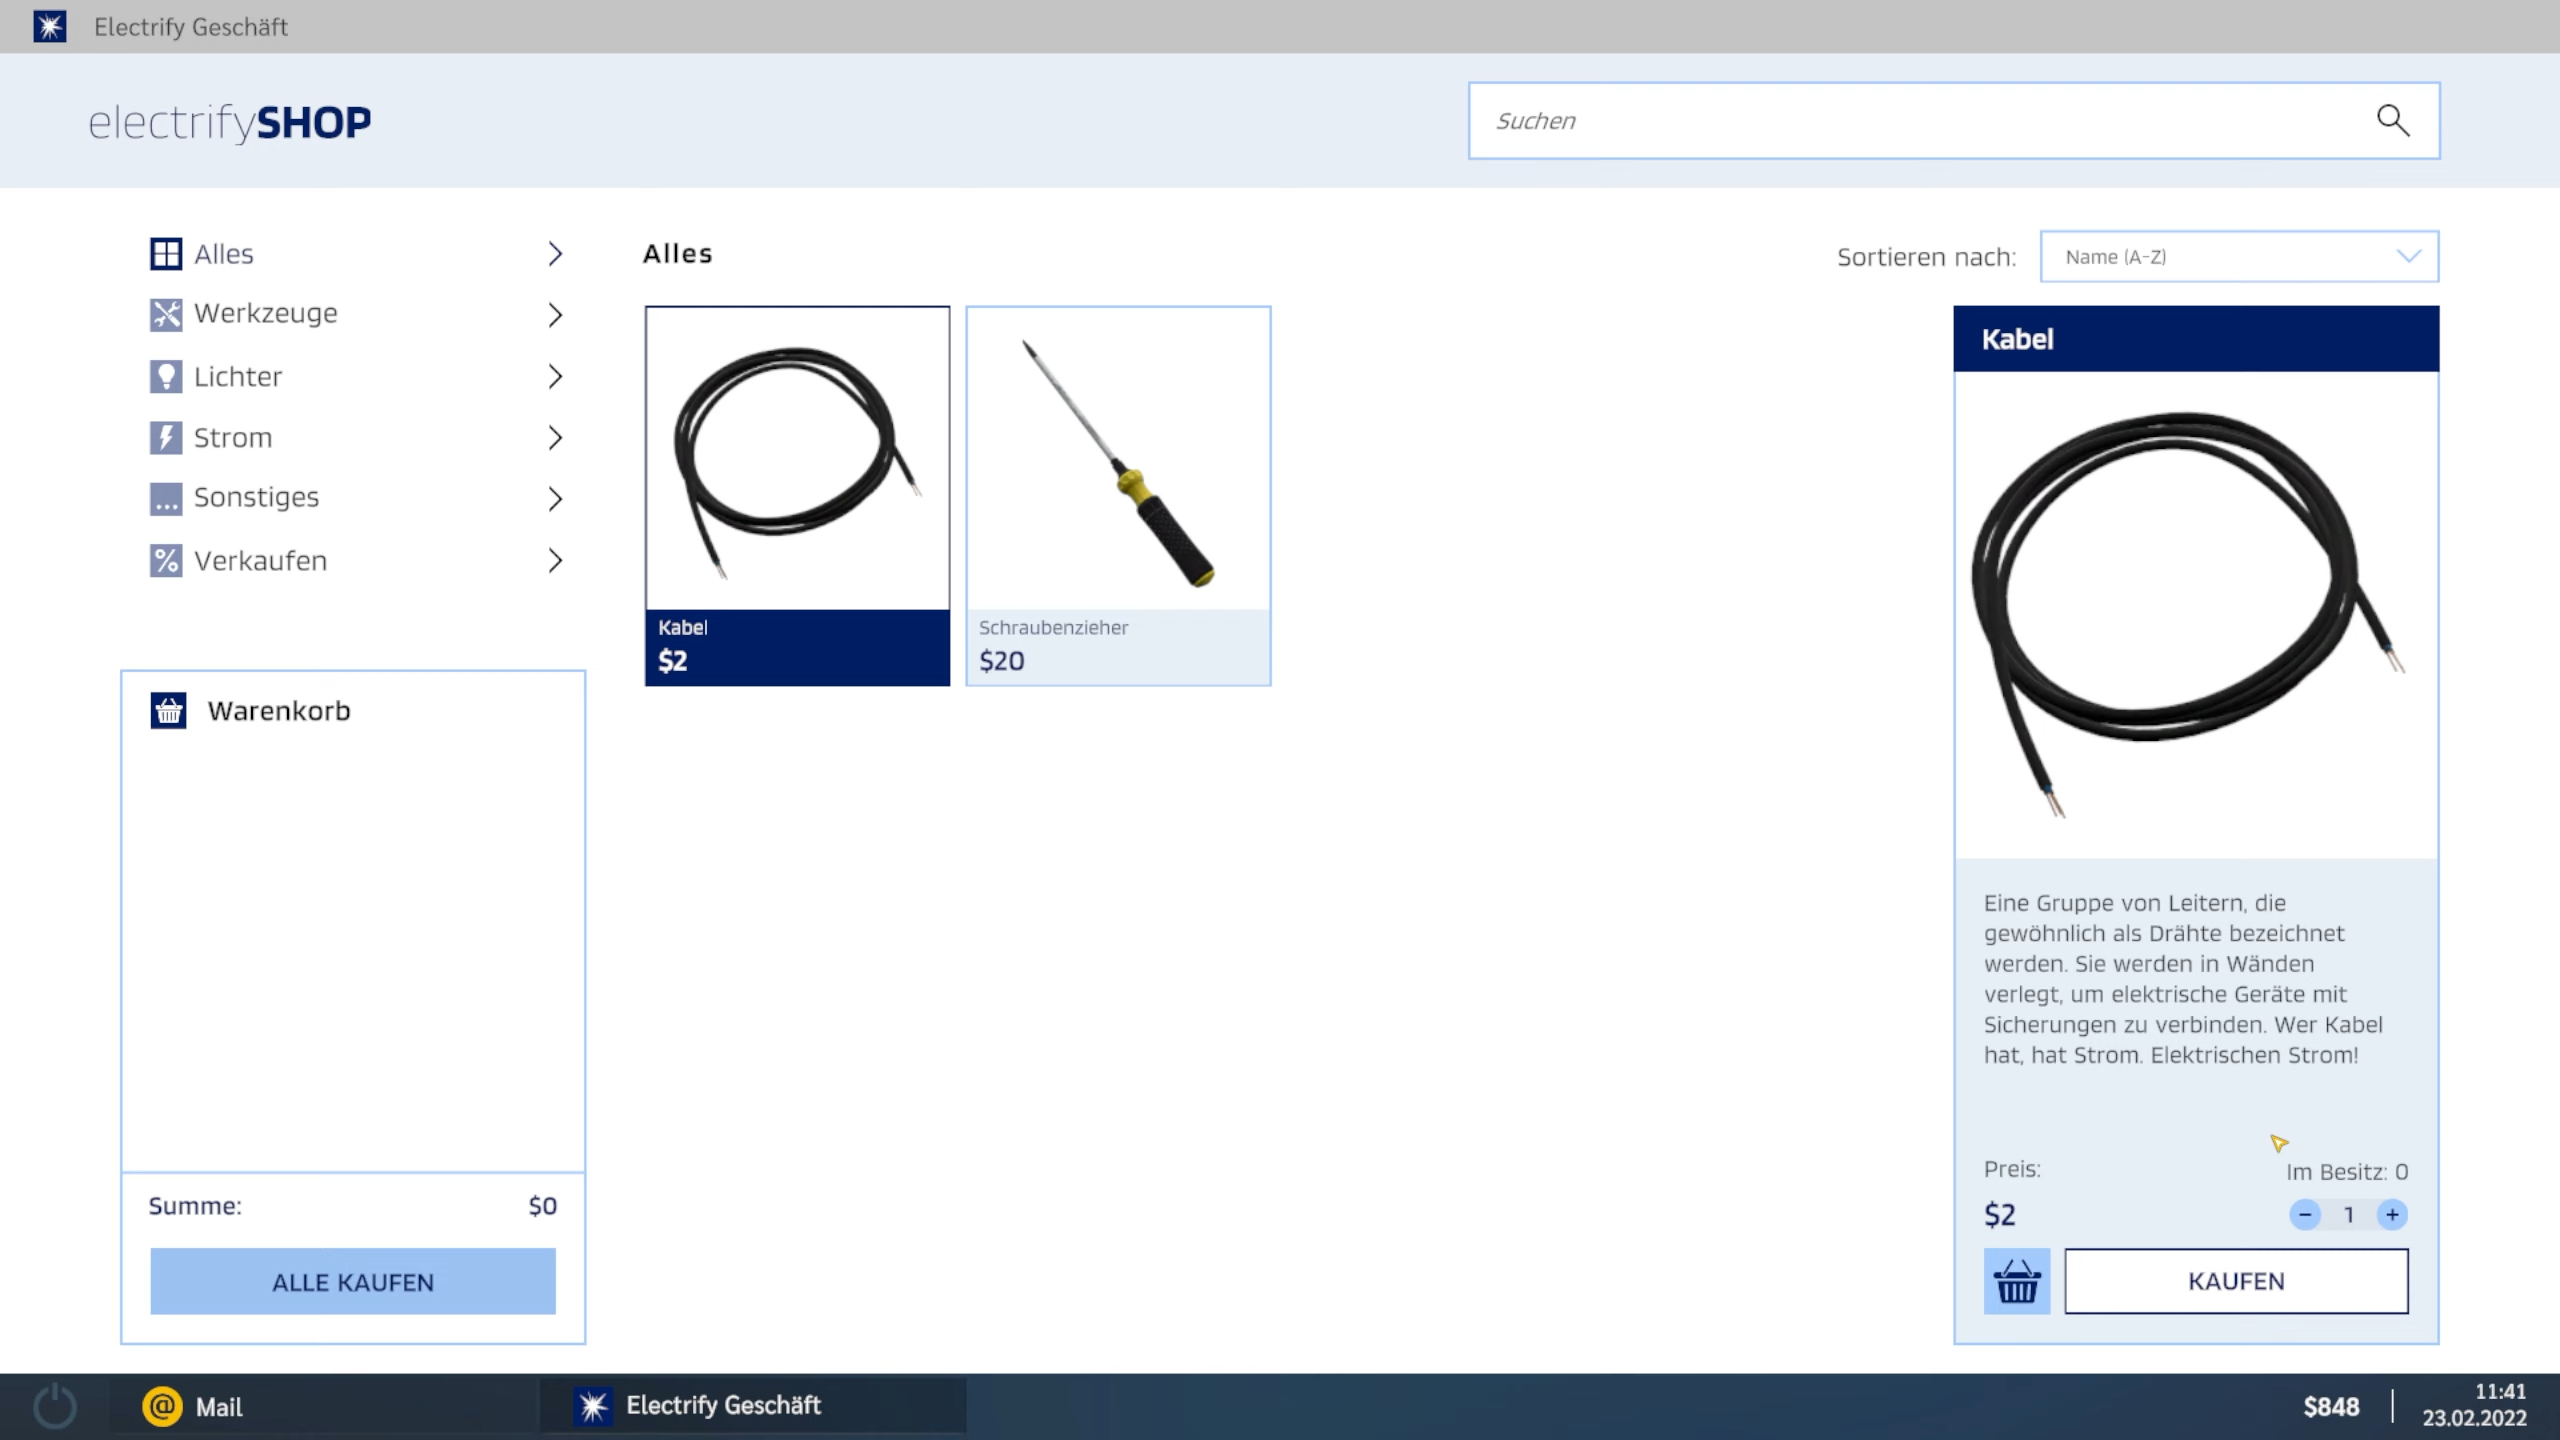 Electrify Geschäft
electrifySHOP
Suchen
Alles
Werkzeuge
Lichter
Strom
Sonstiges
Verkaufen
Alles
Sortieren nach:
Name (A-Z)
Kabel
$2
Schraubenzieher
$20
Warenkorb
Summe:
$0
ALLE KAUFEN
Kabel
Eine Gruppe von Leitern, die
gewöhnlich als Drähte bezeichnet
werden. Sie werden in Wänden
verlegt, um elektrische Geräte mit
Sicherungen zu verbinden. Wer Kabel
hat, hat Strom. Elektrischen Strom!
Preis:
Im Besitz: 0
$2
− 1 +
KAUFEN
@ Mail
Electrify Geschäft
$848
11:41
23.02.2022